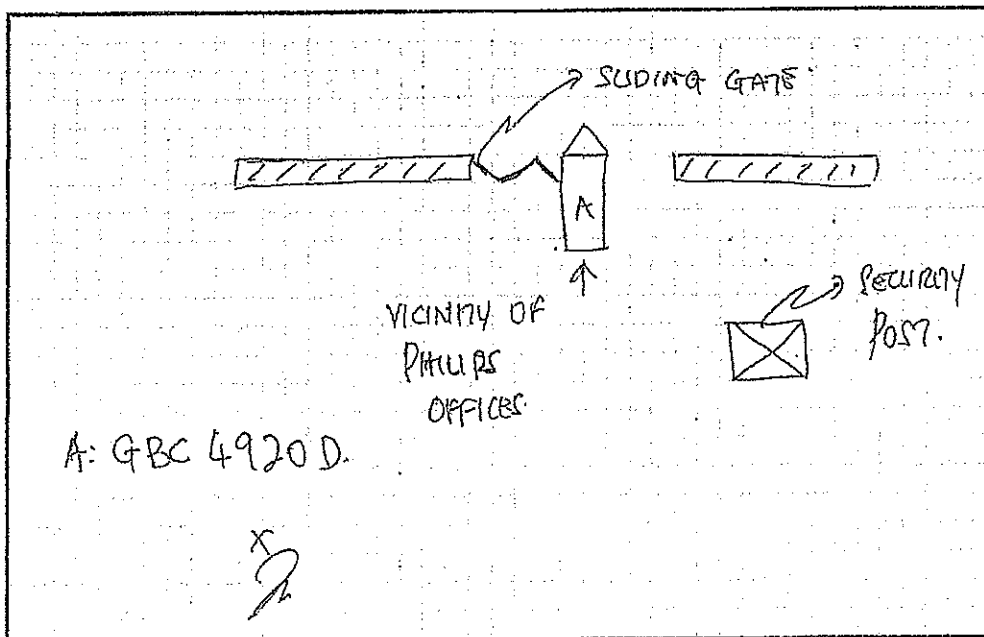 SLIDING GATE
A
VICINITY OF
PHILIPS
OFFICES
SECURITY
POST.
A: GBC 4920 D.
X